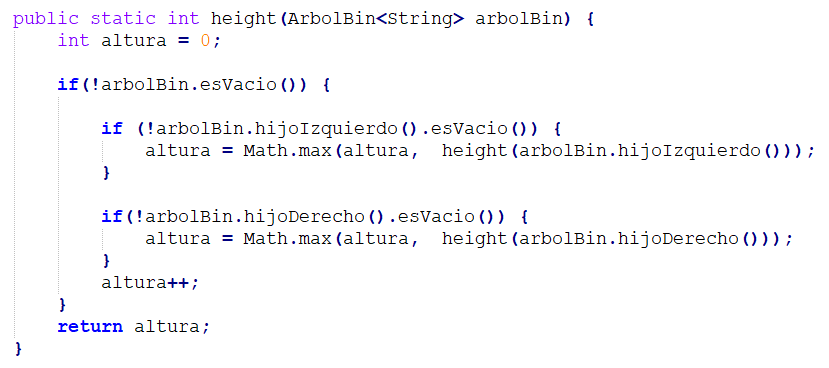 public static int height(ArbolBin<String> arbolBin) {
    int altura = 0;
    if(!arbolBin.esVacio()) {
        if (!arbolBin.hijoIzquierdo().esVacio()) {
            altura = Math.max(altura,  height(arbolBin.hijoIzquierdo()));
        }
        if(!arbolBin.hijoDerecho().esVacio()) {
            altura = Math.max(altura,  height(arbolBin.hijoDerecho()));
        }
        altura++;
    }
    return altura;
}